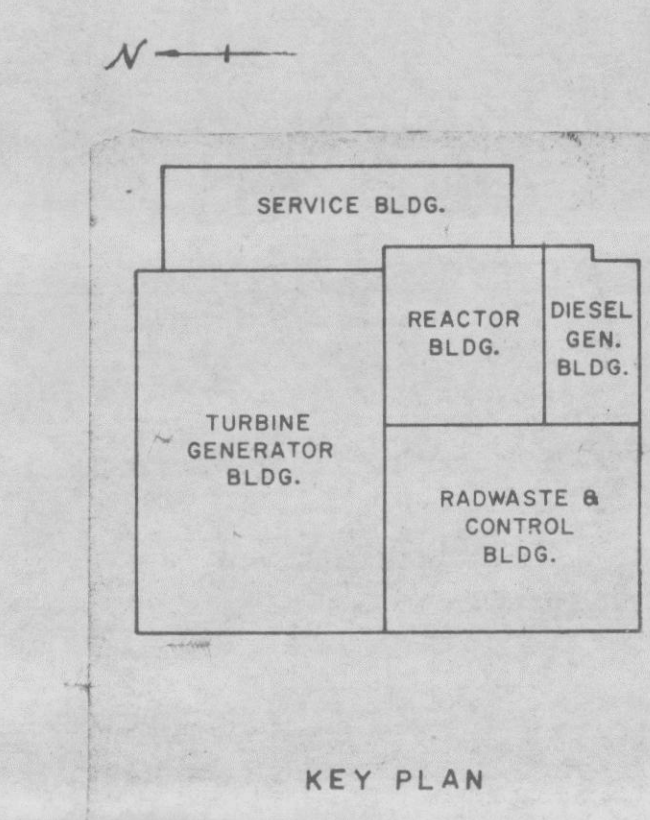 N
SERVICE BLDG.
REACTOR
BLDG.
DIESEL
GEN.
BLDG.
TURBINE
GENERATOR
BLDG.
RADWASTE &
CONTROL
BLDG.
KEY PLAN